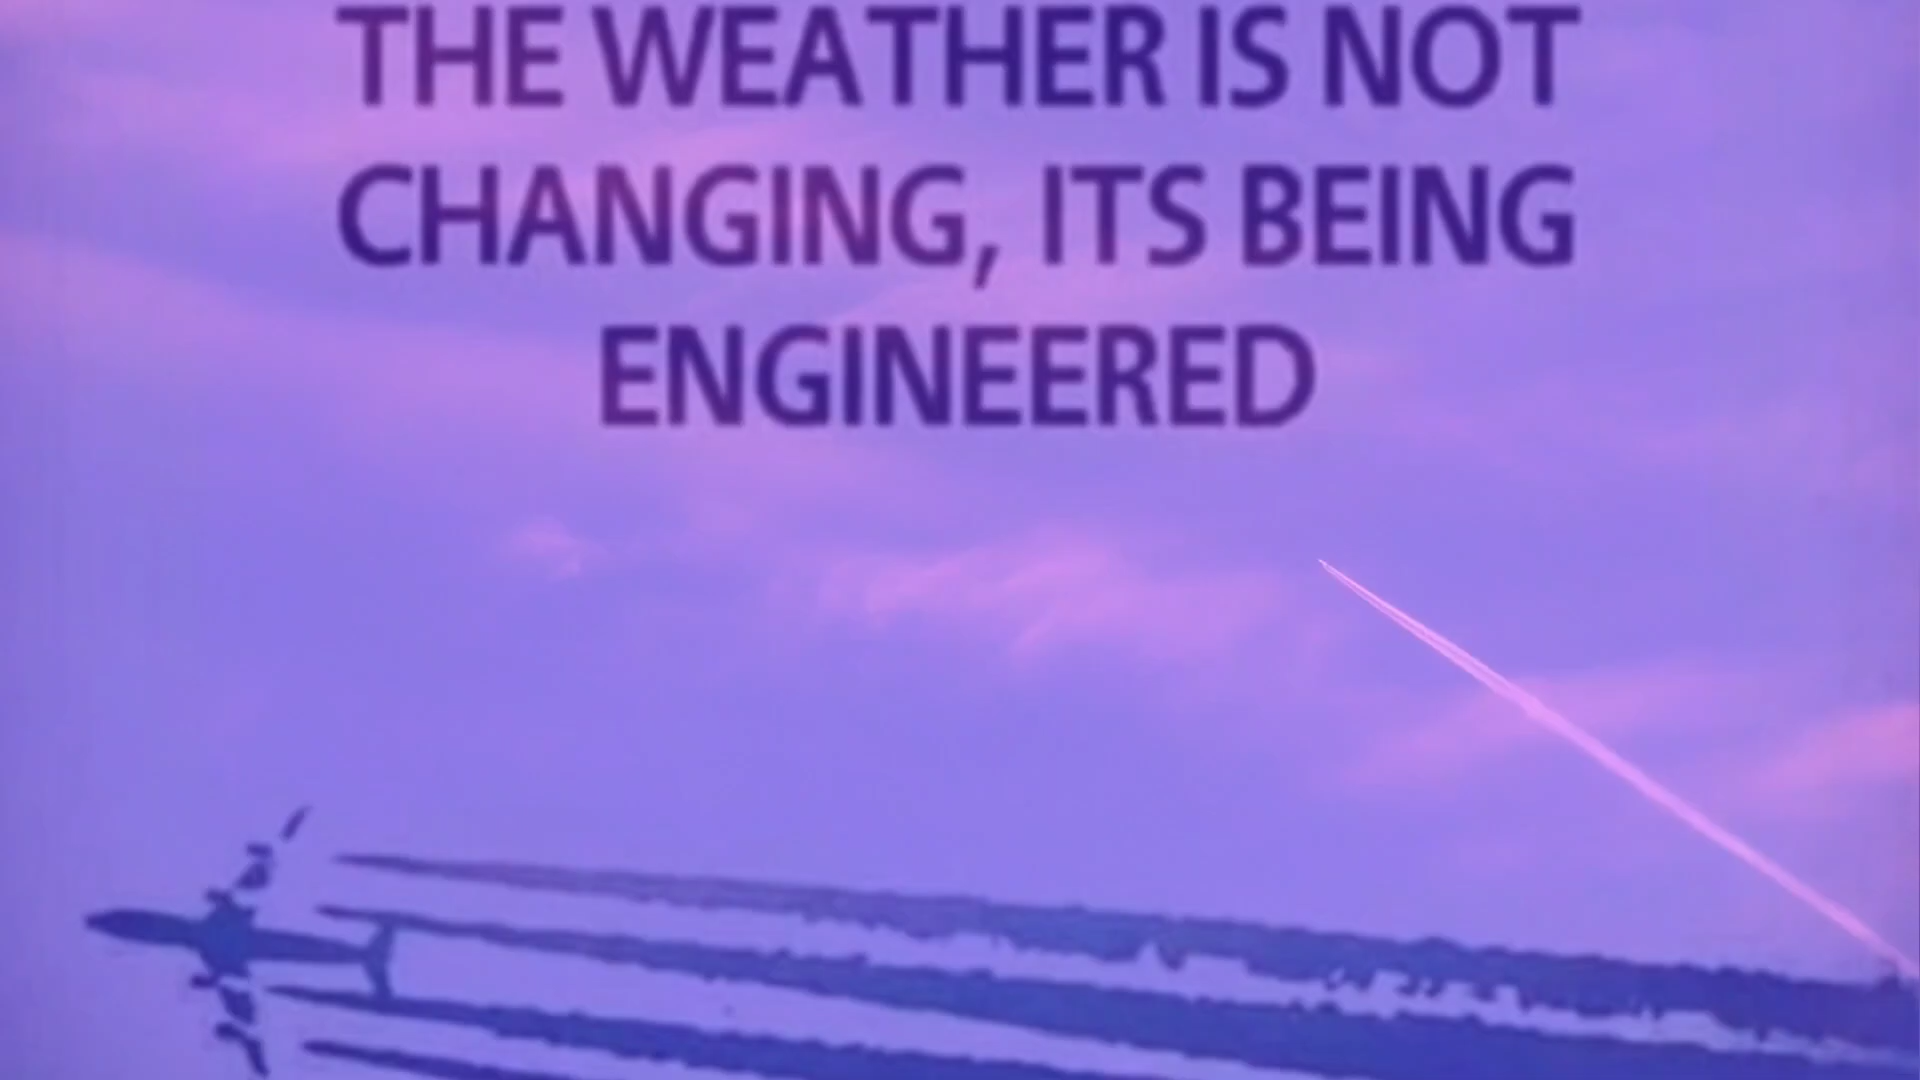 THE WEATHER IS NOT
CHANGING, ITS BEING
ENGINEERED